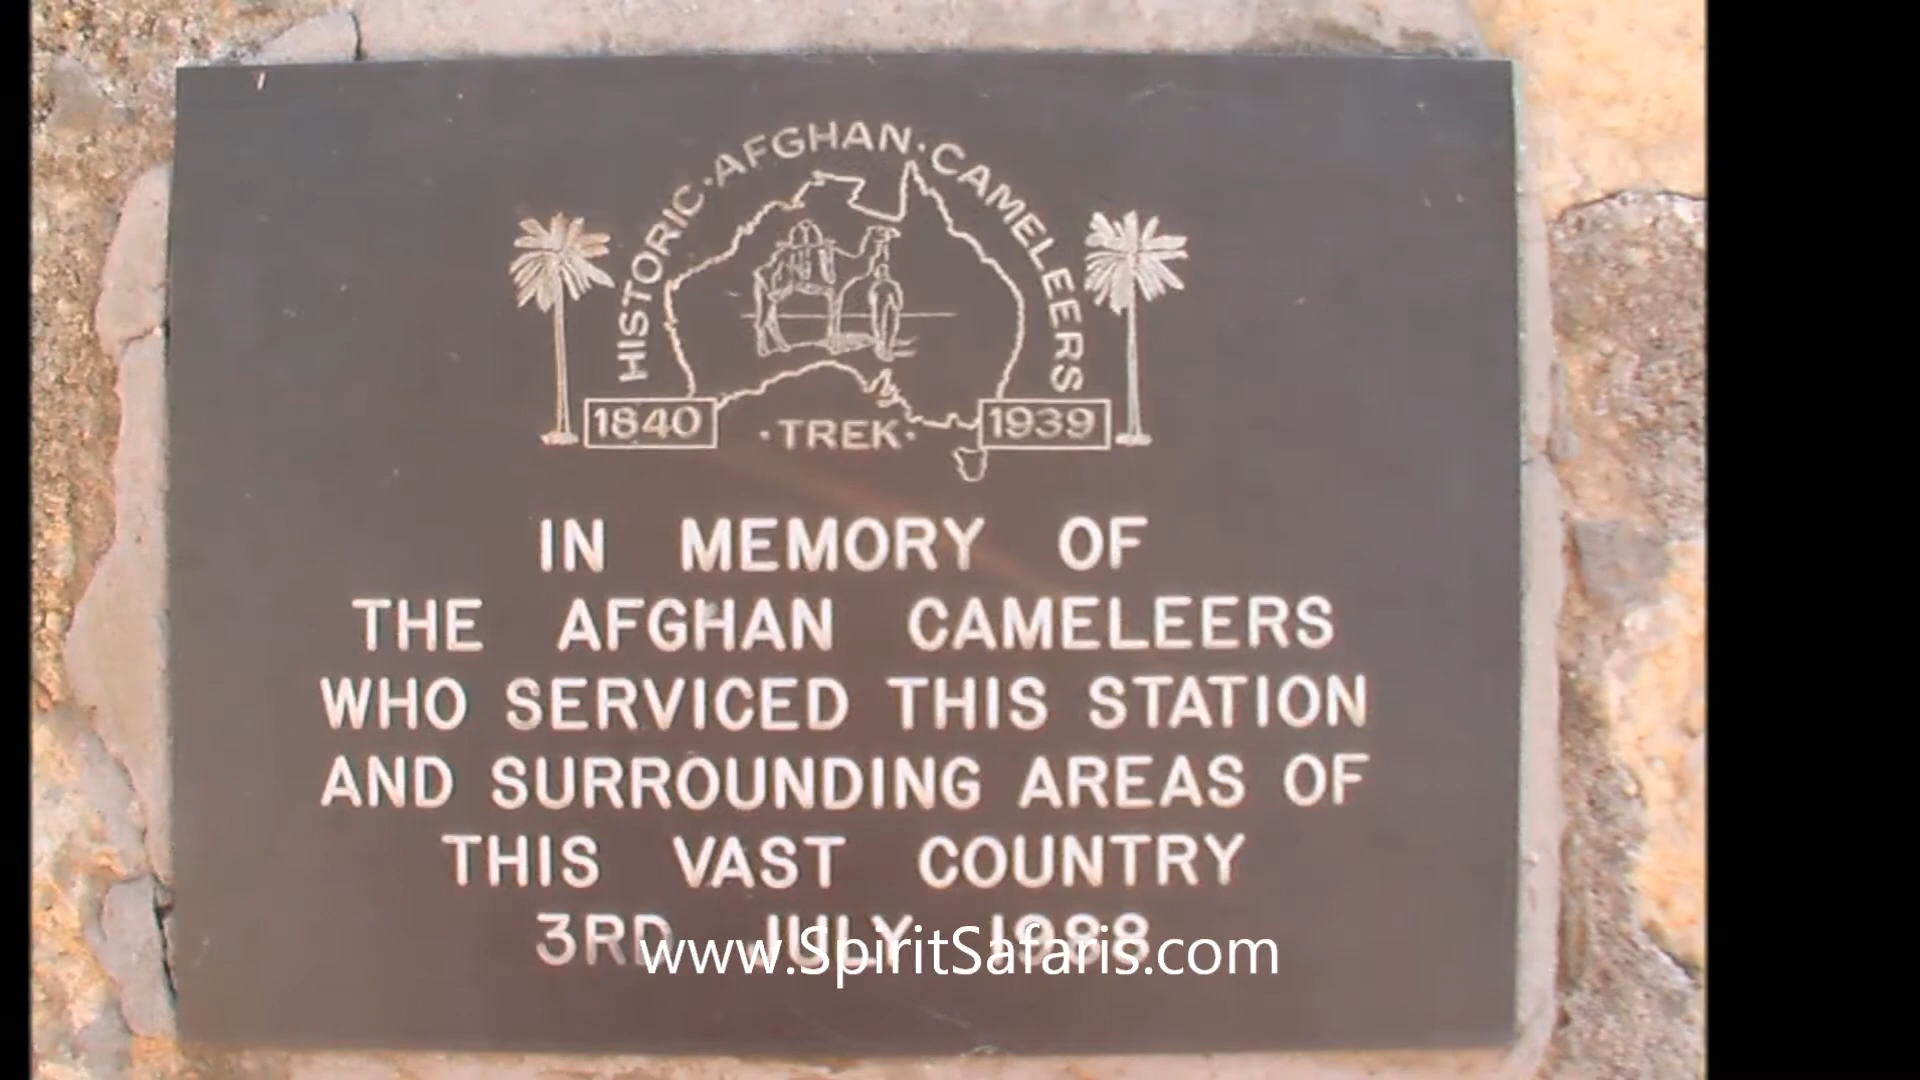 HISTORIC · AFGHAN · CAMELEERS
1840
· TREK ·
1939
IN MEMORY OF
THE AFGHAN CAMELEERS
WHO SERVICED THIS STATION
AND SURROUNDING AREAS OF
THIS VAST COUNTRY
3RD JULY 1988
www.SpiritSafaris.com